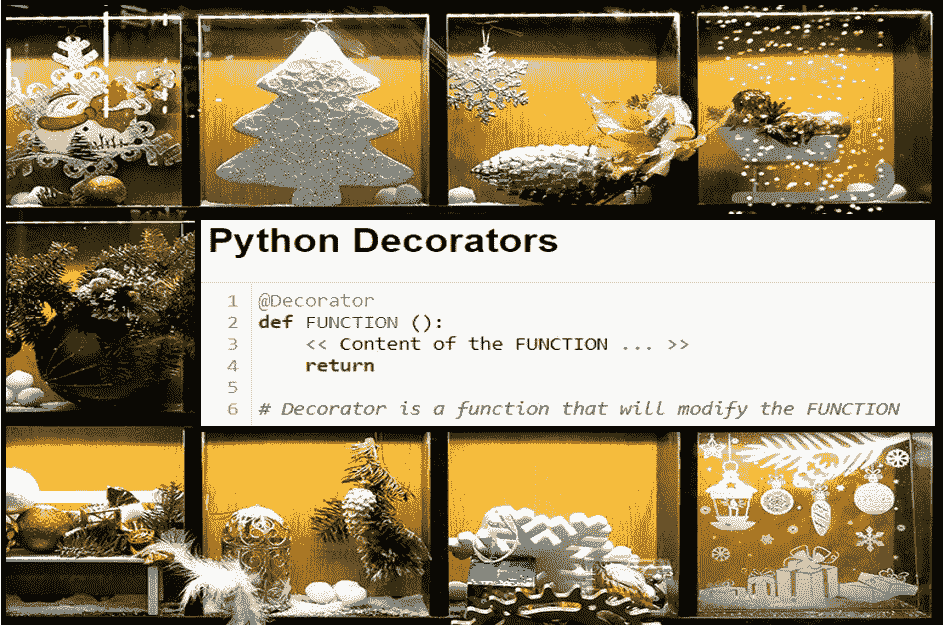 Python Decorators
1 @Decorator
2 def FUNCTION ():
3 << Content of the FUNCTION ... >>
4 return
5
6 # Decorator is a function that will modify the FUNCTION